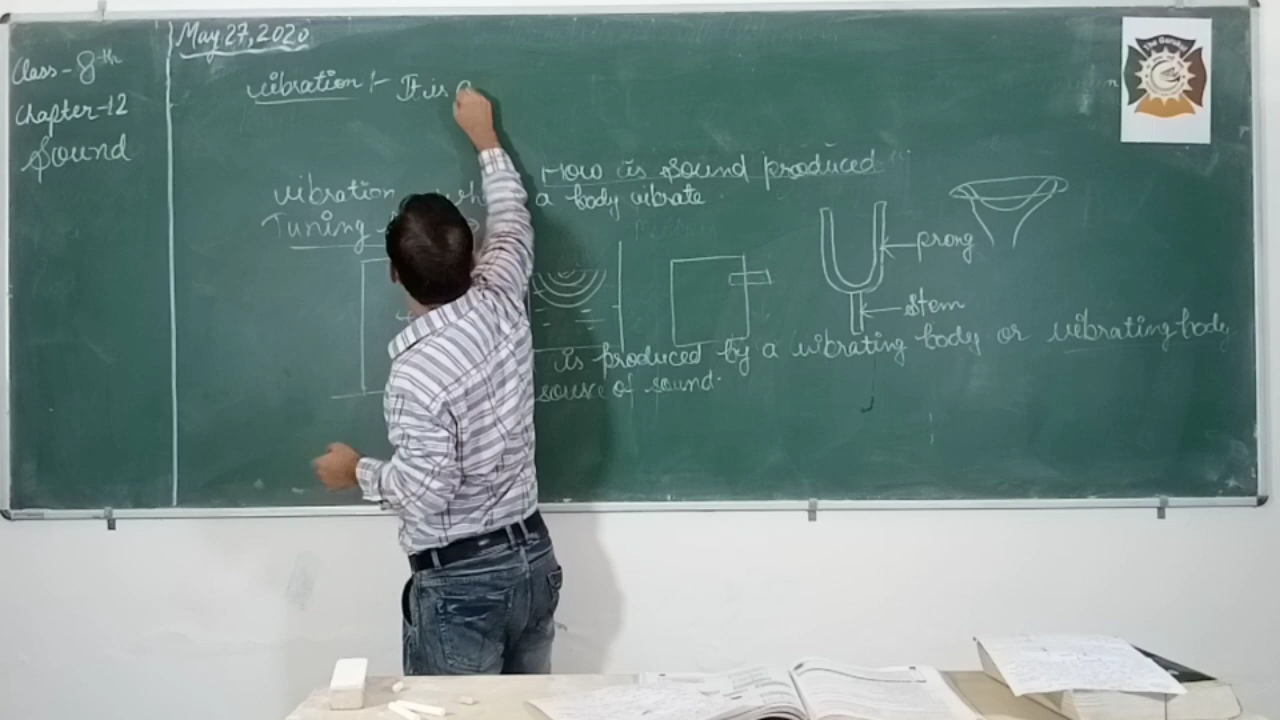 May 27, 2020
Class - 8th
Chapter-12
Sound
vibration :- It is
How is sound produced
vibration a body vibrate.
Tuning
prong
stem
is produced by a vibrating body or vibrating body
source of sound.